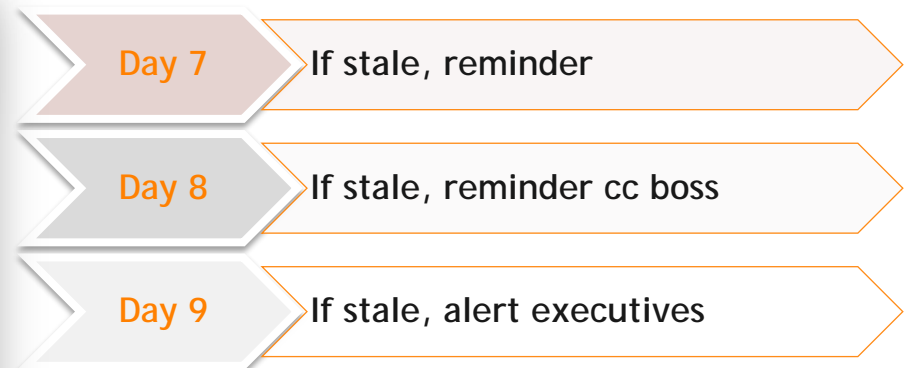 Day 7 If stale, reminder
Day 8 If stale, reminder cc boss
Day 9 If stale, alert executives